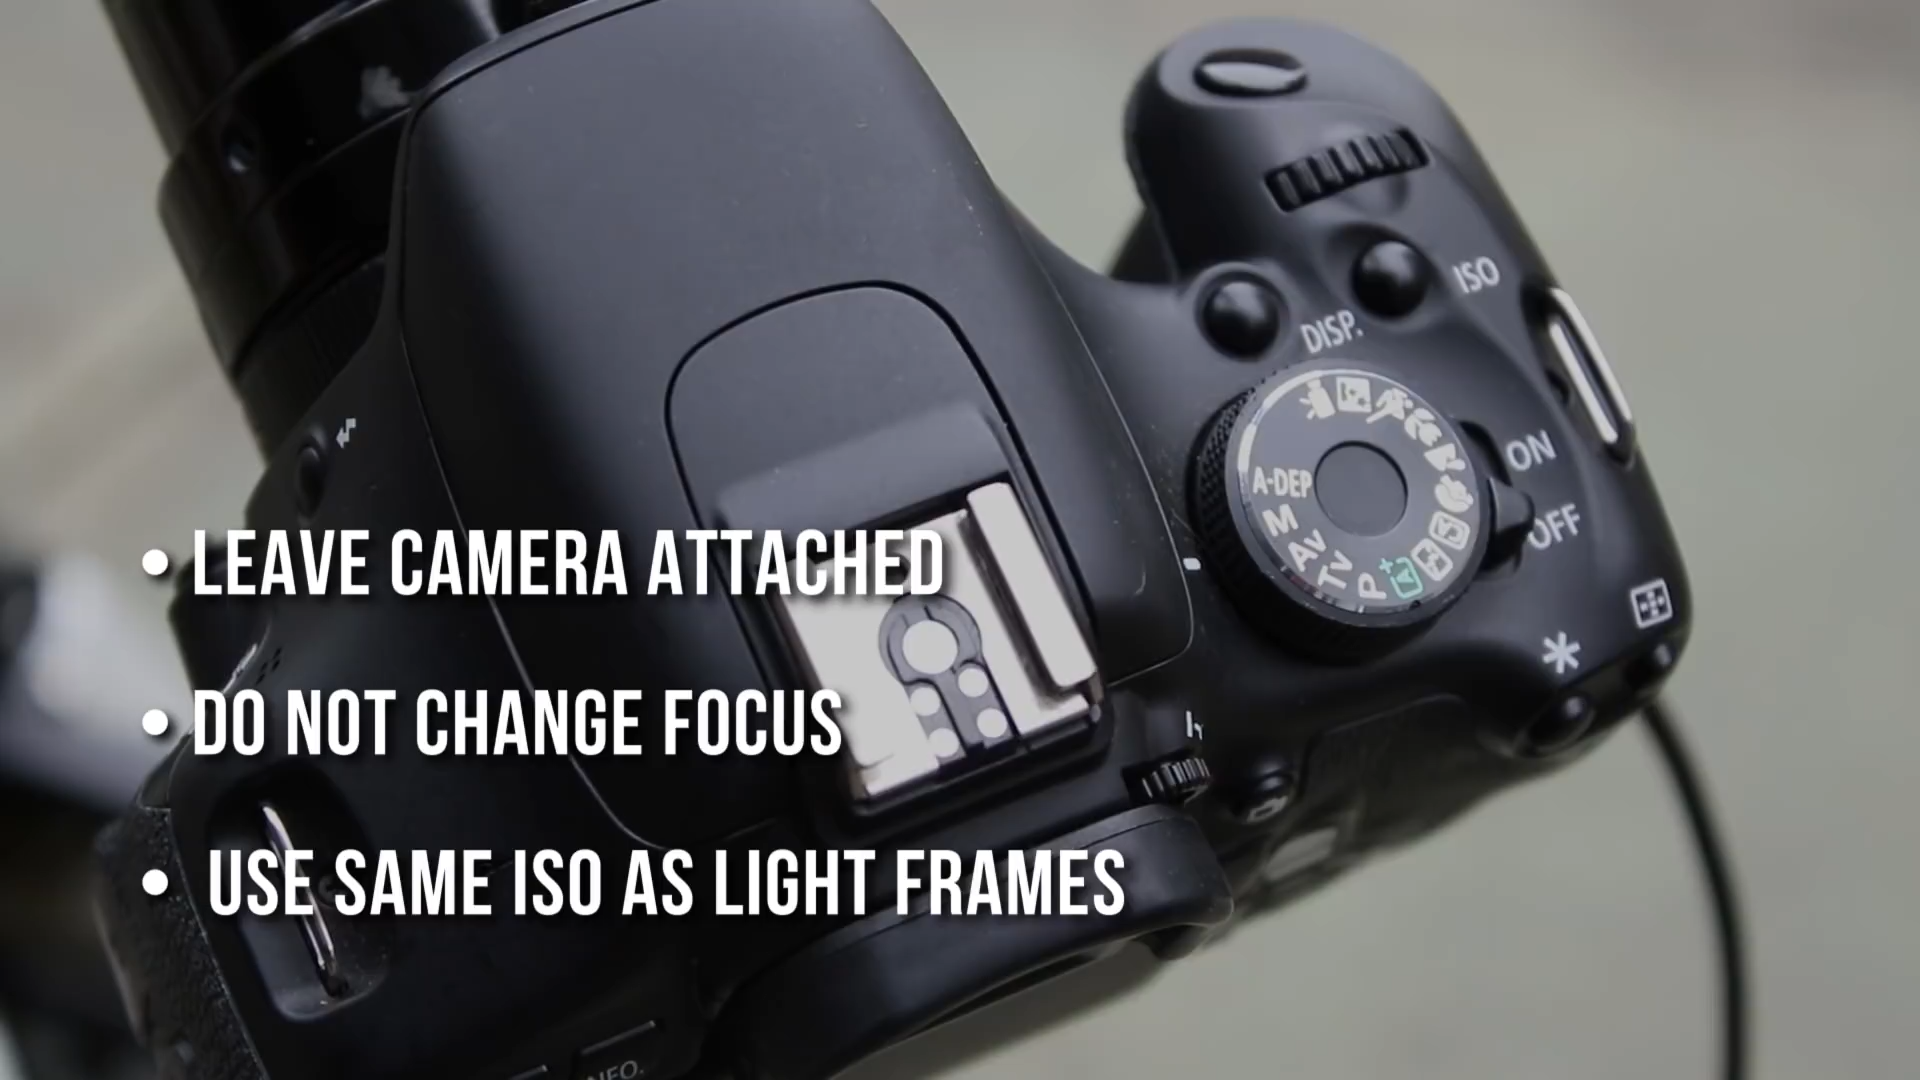 ISO
DISP.
ON
OFF
A-DEP
M
Av
Tv
P
A+
• LEAVE CAMERA ATTACHED
• DO NOT CHANGE FOCUS
• USE SAME ISO AS LIGHT FRAMES